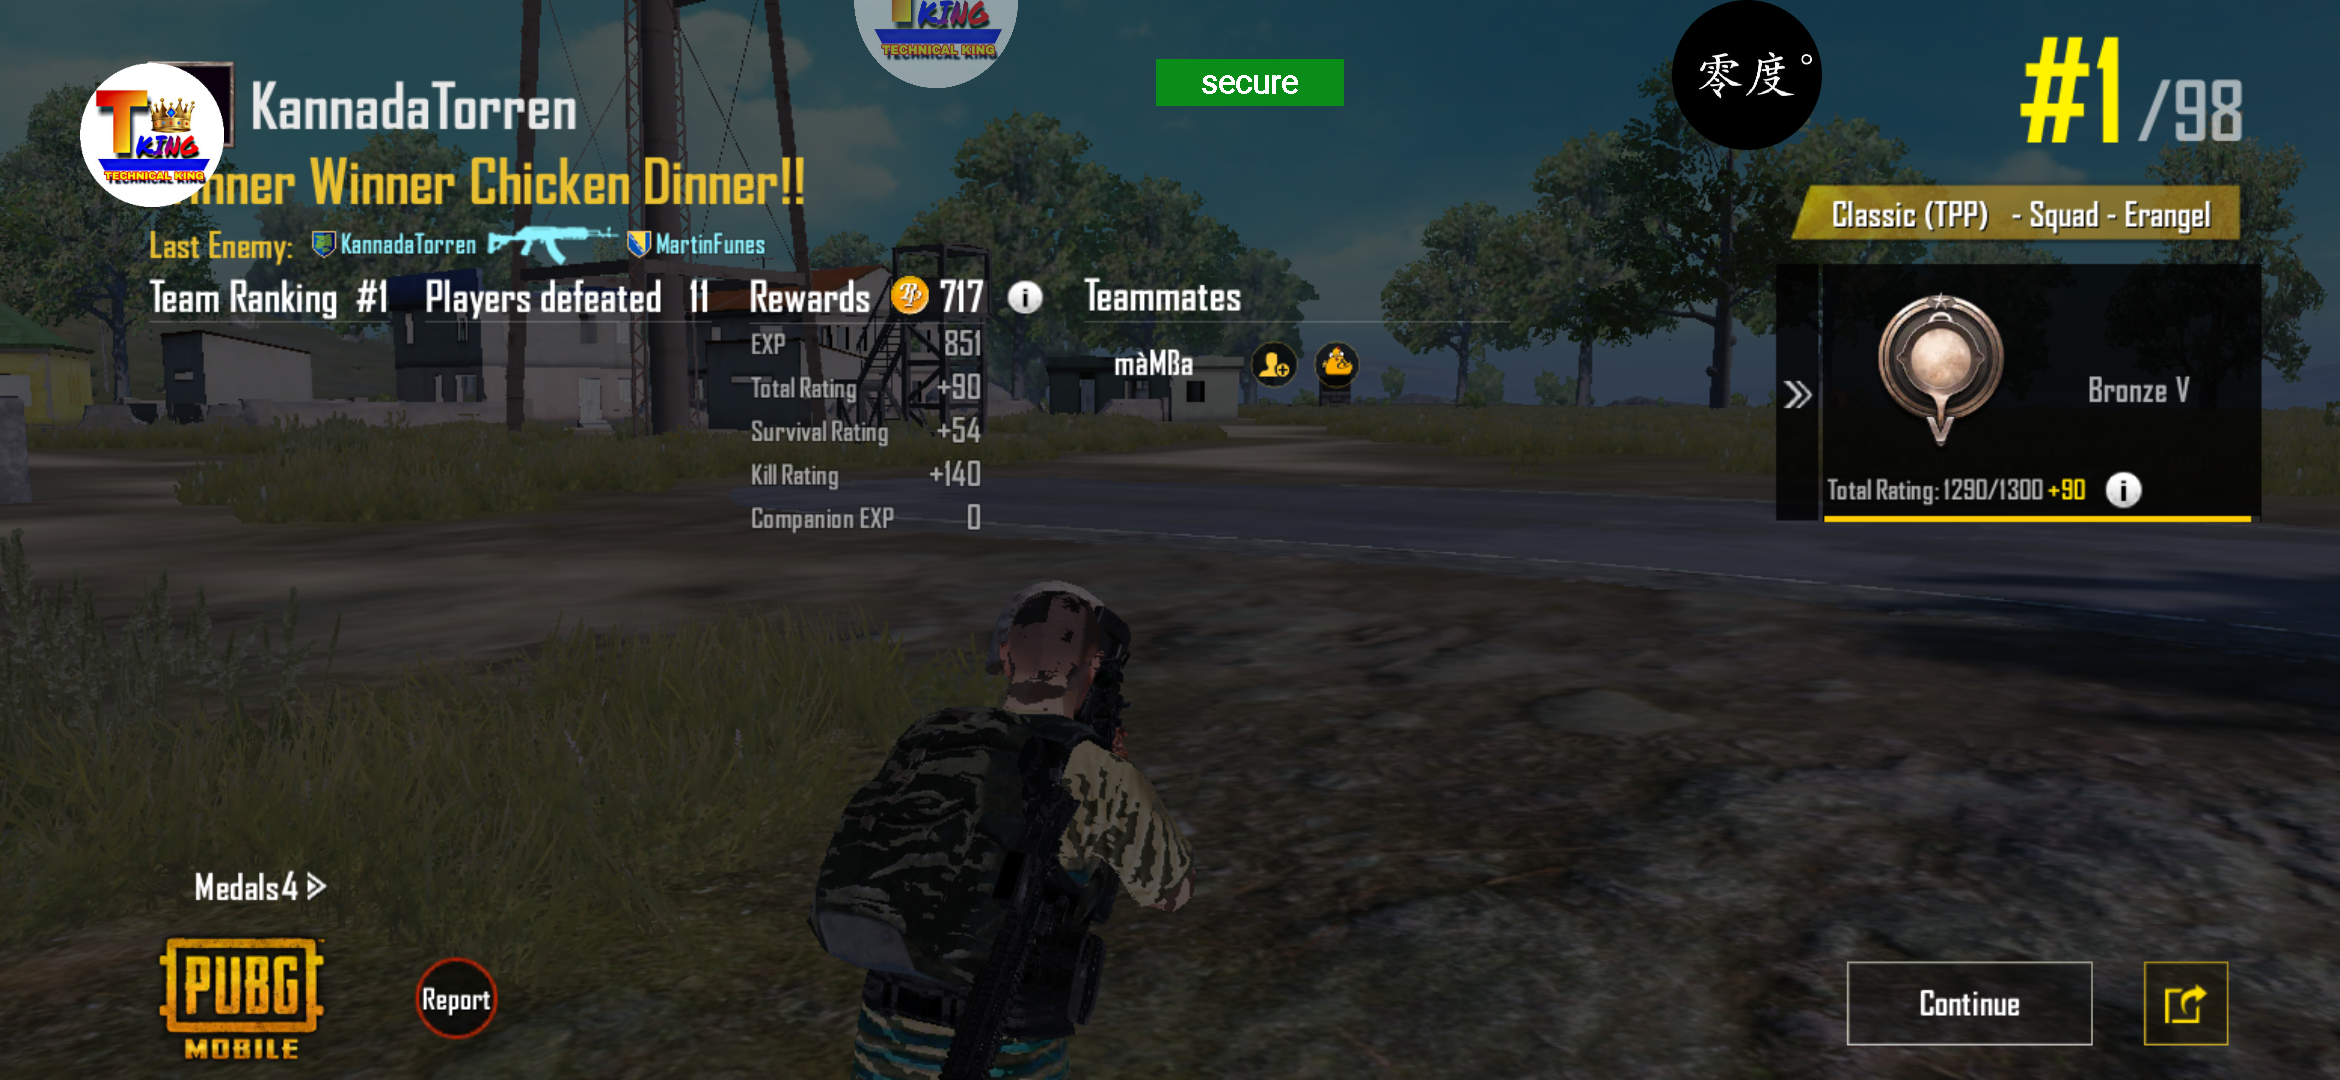 TKING
TECHNICAL KING
secure
零度°
#1/98
T
KING
TECHNICAL KING
KannadaTorren
nner Winner Chicken Dinner!!
Classic (TPP) - Squad - Erangel
Last Enemy: KannadaTorren MartinFunes
Team Ranking #1 Players defeated 11 Rewards 717 i Teammates
EXP 851
màMBa
Total Rating +90
Bronze V
Survival Rating +54
Kill Rating +140
Total Rating: 1290/1300 +90 i
Companion EXP 0
Medals 4
PUBG
MOBILE
Report
Continue